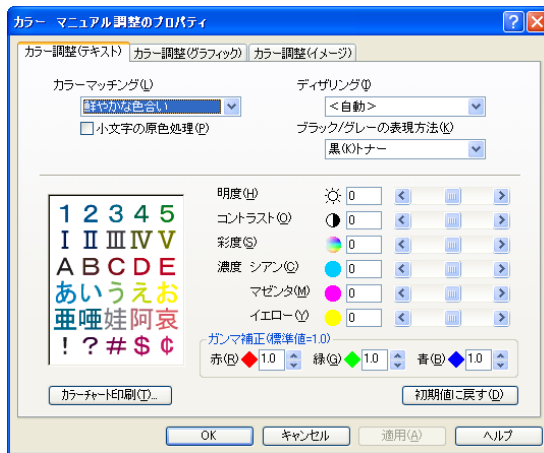 カラー マニュアル調整のプロパティ
カラー調整(テキスト) カラー調整(グラフィック) カラー調整(イメージ)
カラーマッチング(L)
鮮やかな色合い
小文字の原色処理(P)
ディザリング(I)
<自動>
ブラック/グレーの表現方法(K)
黒(K)トナー
1 2 3 4 5
I II III IV V
A B C D E
あ い う え お
亜 唖 娃 阿 哀
! ? # $ ¢
明度(H) 0
コントラスト(O) 0
彩度(S) 0
濃度 シアン(C) 0
マゼンタ(M) 0
イエロー(Y) 0
ガンマ補正(標準値=1.0)
赤(R) 1.0 緑(G) 1.0 青(B) 1.0
カラーチャート印刷(T)... 初期値に戻す(D)
OK キャンセル 適用(A) ヘルプ